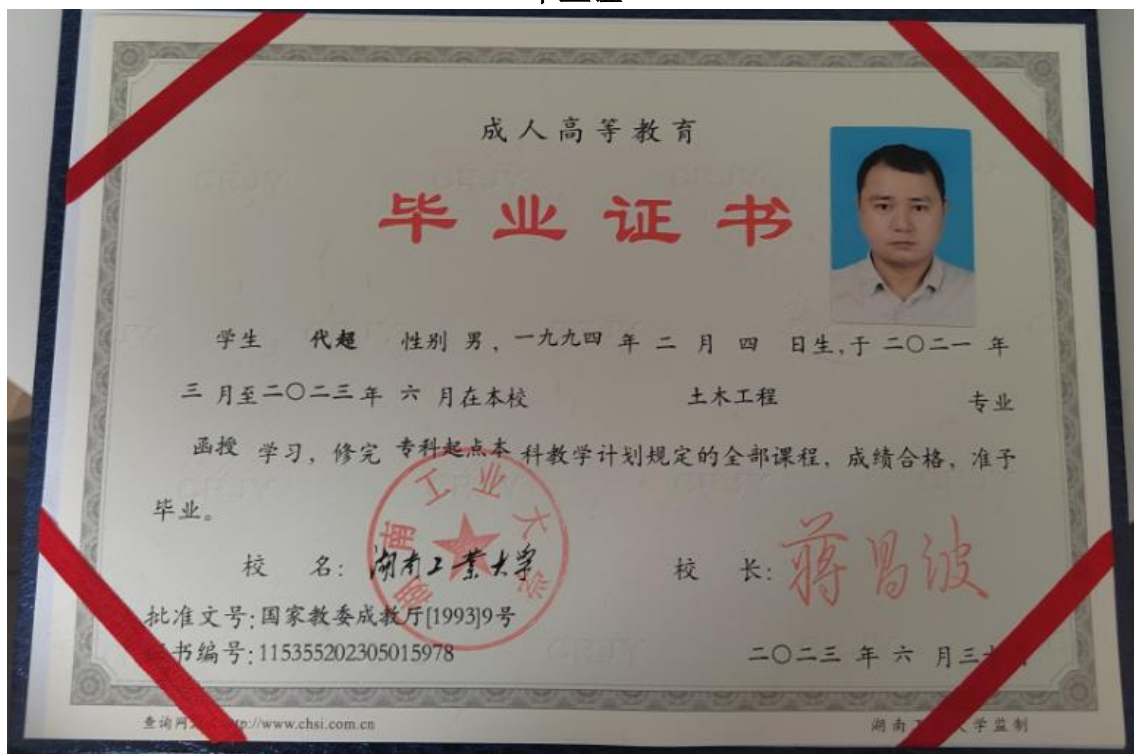 成人高等教育
毕业证书
学生 代超 性别 男，一九九四 年 二 月 四 日生，于 二〇二一 年
三 月至二〇二三年 六 月在本校 土木工程 专业
函授 学习，修完 专科起点本 科教学计划规定的全部课程，成绩合格，准予
毕业。
校 名：湖南工业大学 校 长：蒋昌波
湖南工业大学
批准文号：国家教委成教厅[1993]9号
书编号：115355202305015978
二〇二三 年 六 月三
查询网 http://www.chsi.com.cn 湖南 大学监制